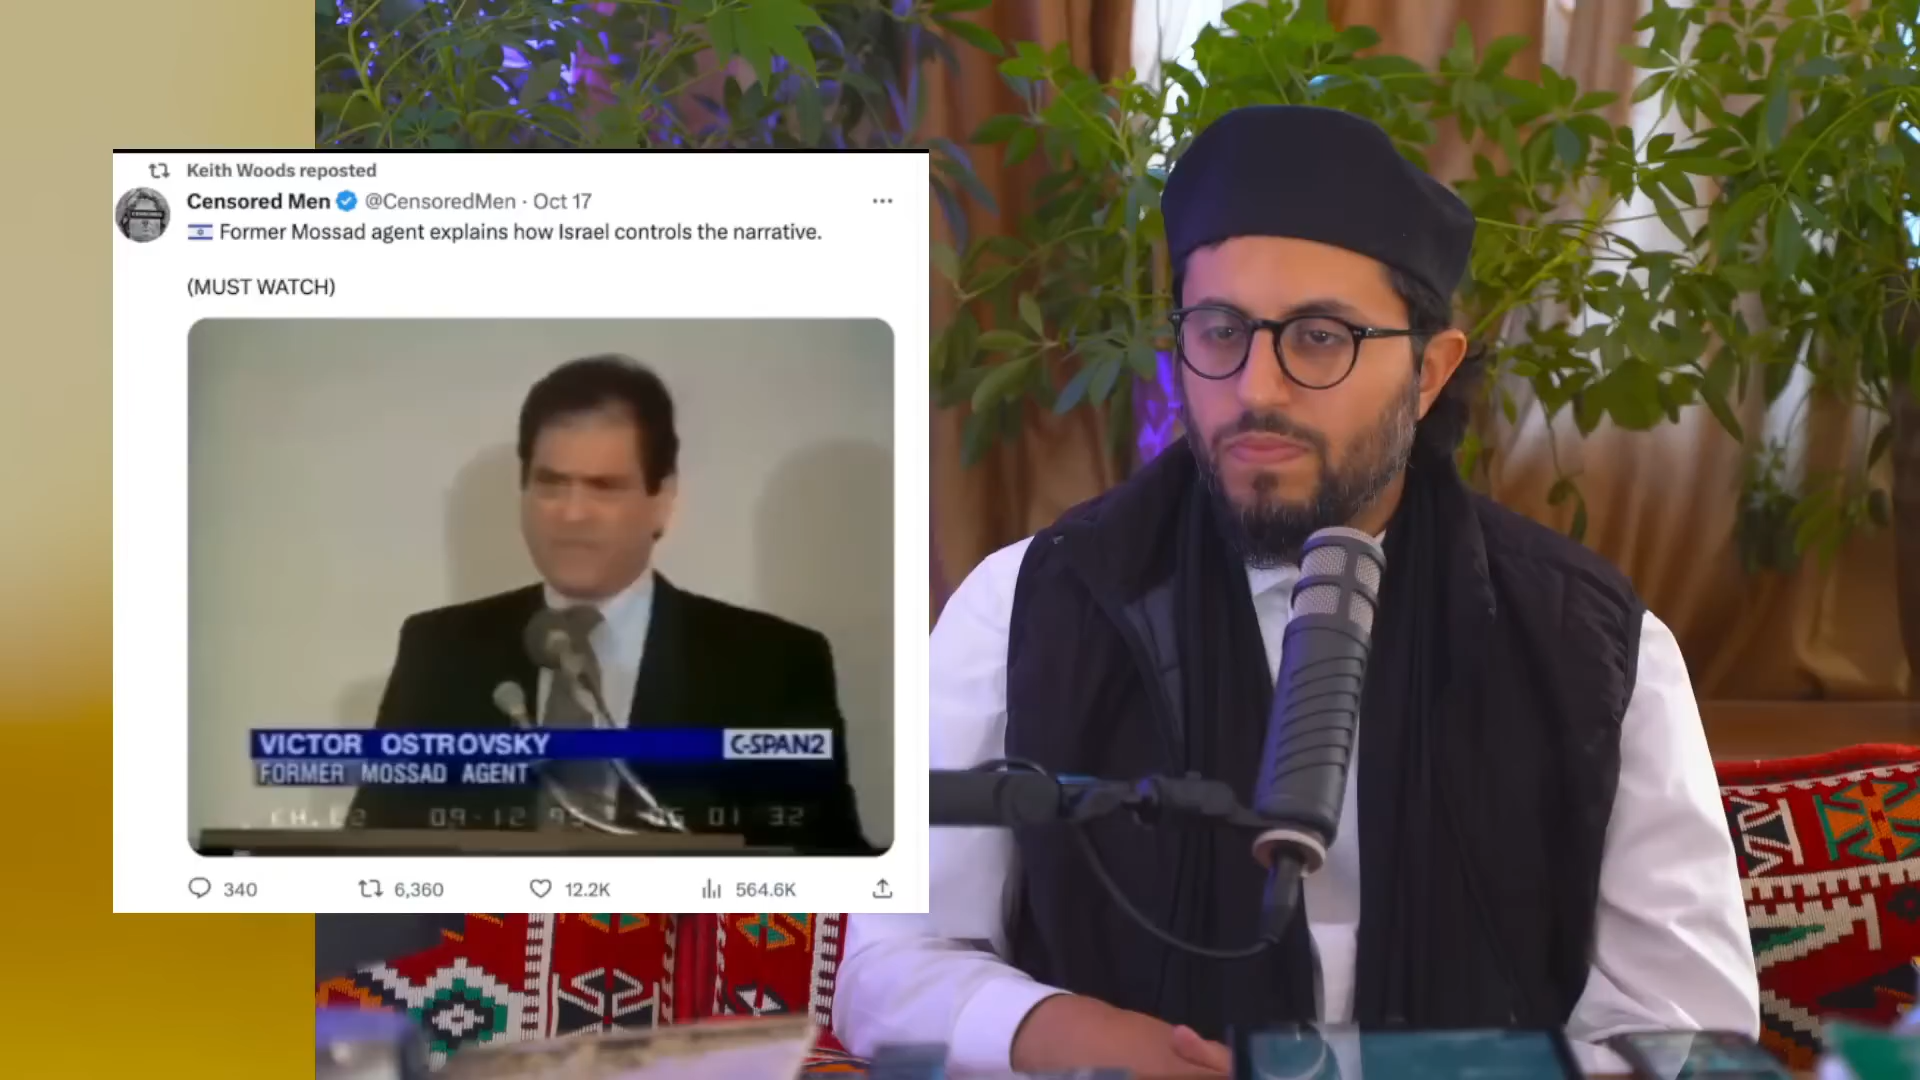 Keith Woods reposted
Censored Men @CensoredMen · Oct 17
Former Mossad agent explains how Israel controls the narrative.
(MUST WATCH)
VICTOR OSTROVSKY C-SPAN2
FORMER MOSSAD AGENT
340 6,360 12.2K 564.6K